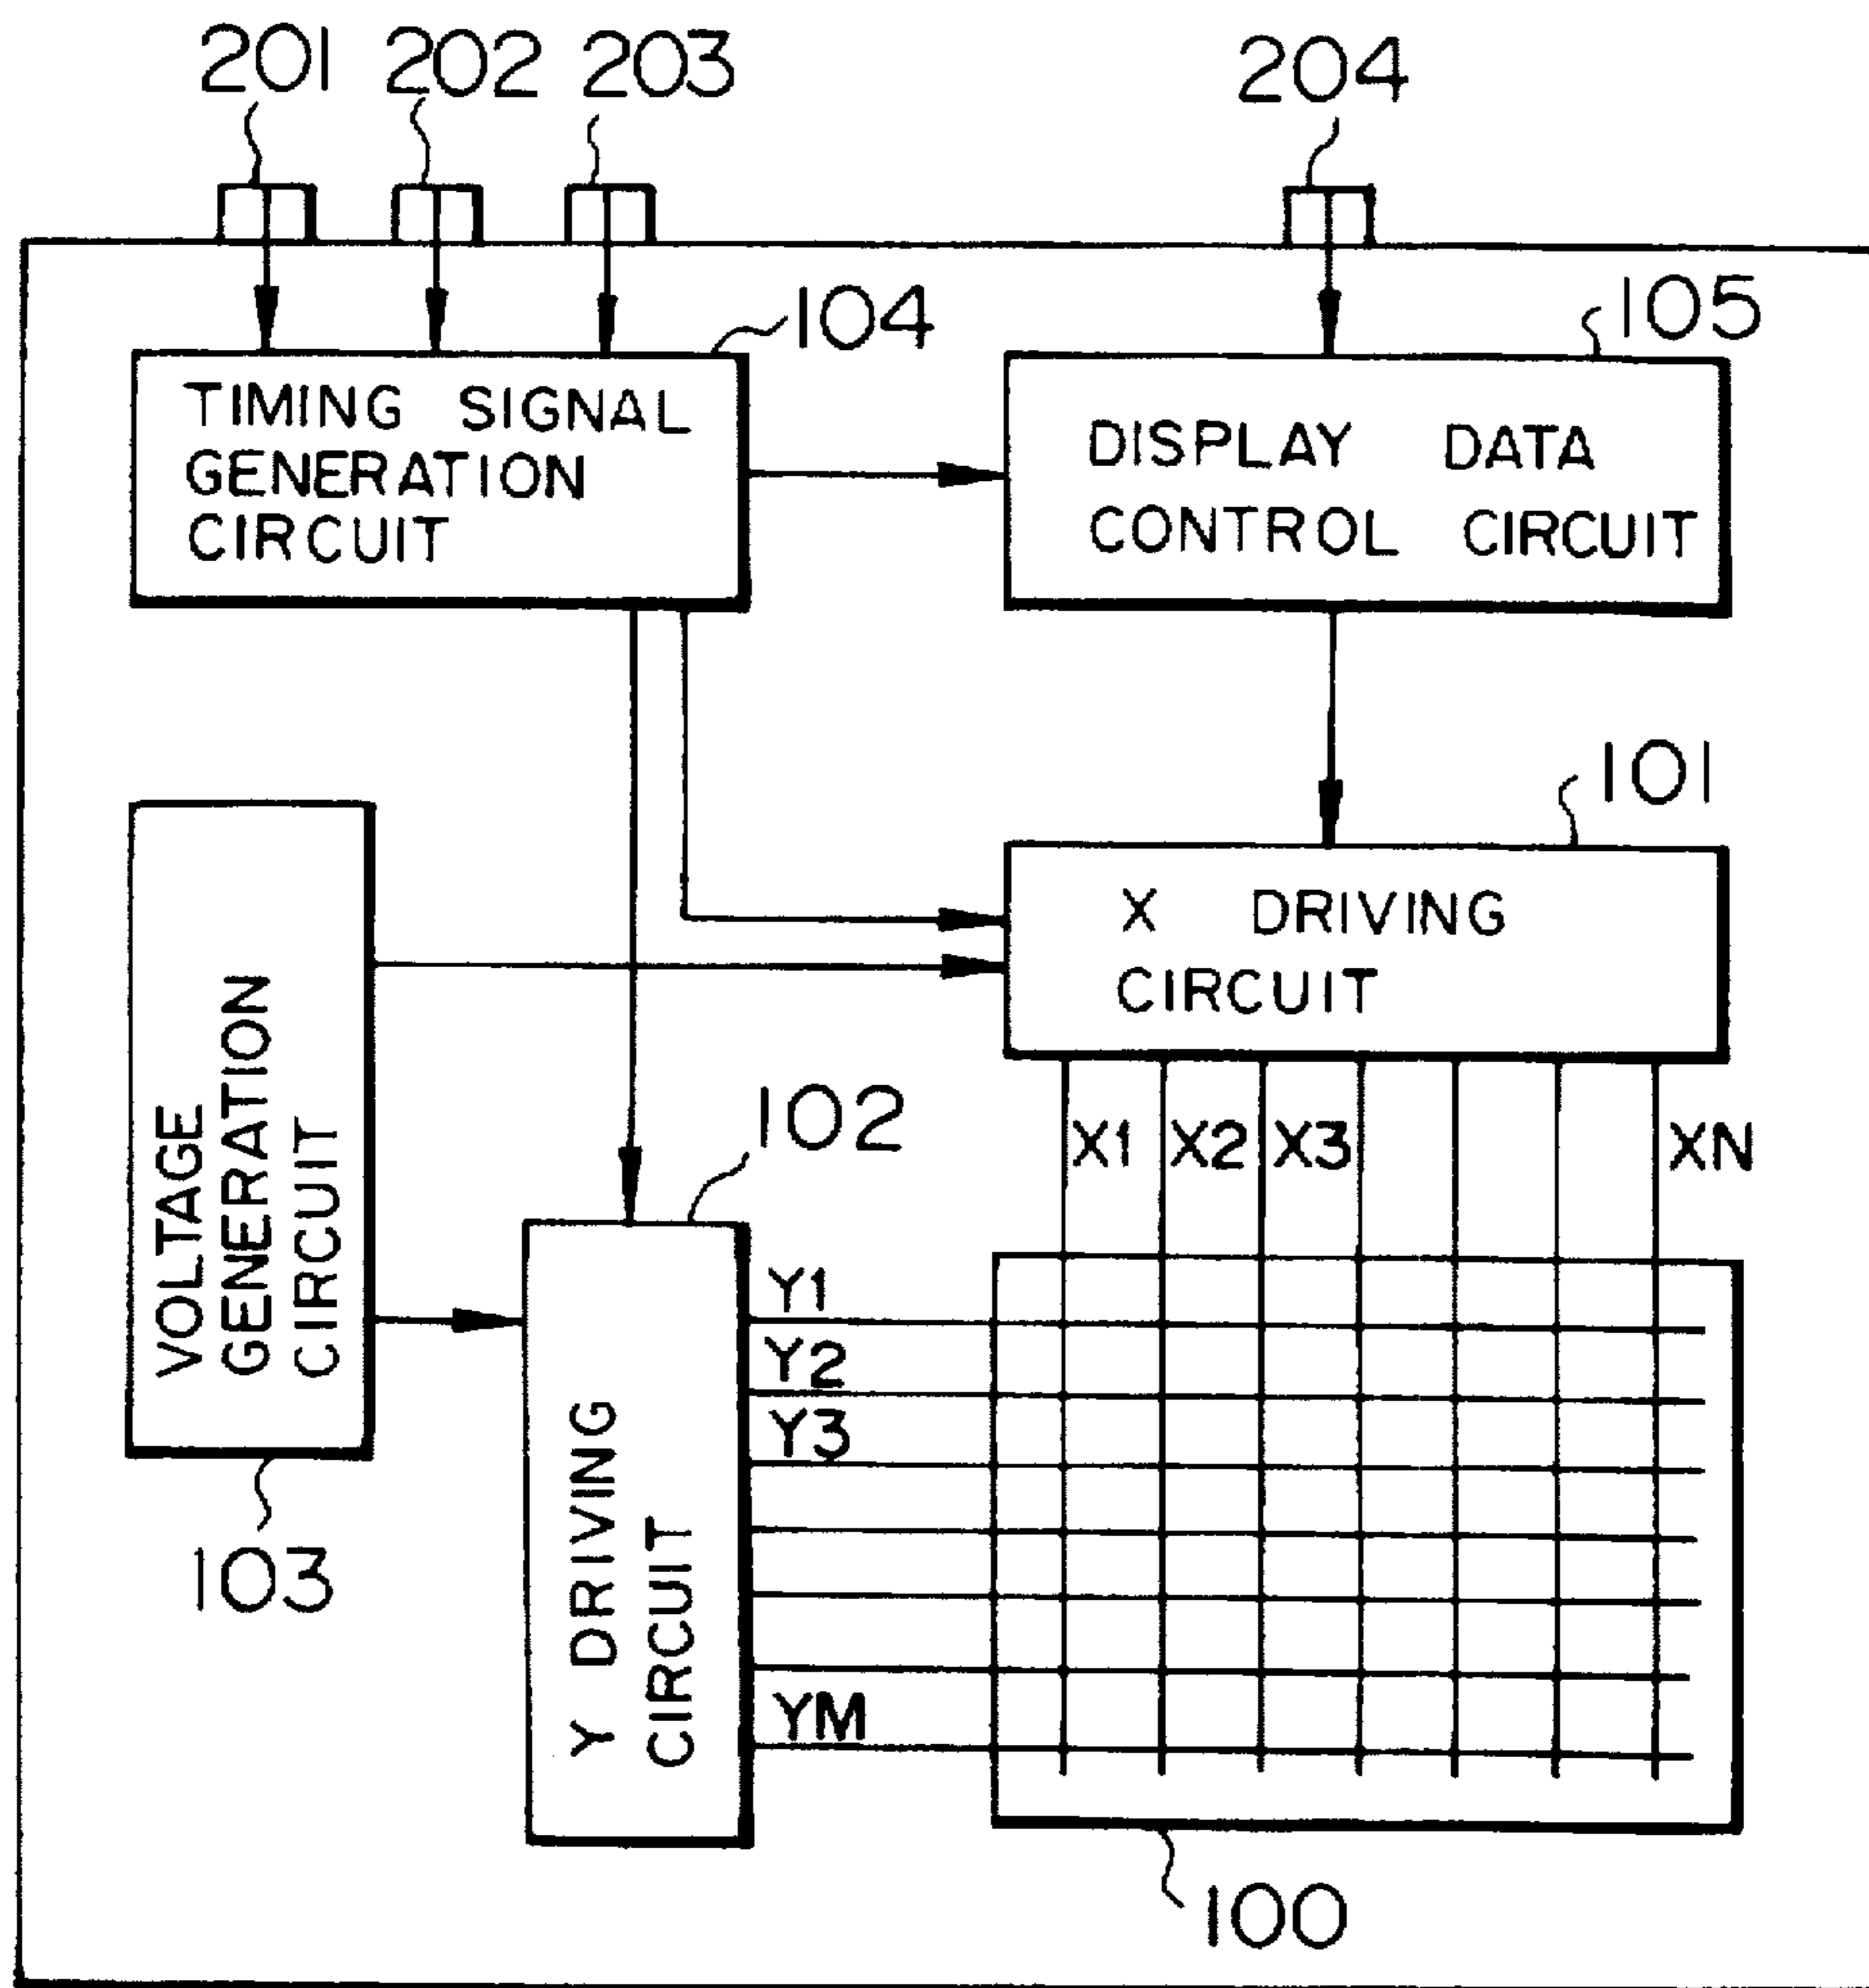 201 202 203 204
104
105
TIMING SIGNAL
GENERATION
CIRCUIT
DISPLAY DATA
CONTROL CIRCUIT
101
X DRIVING
CIRCUIT
VOLTAGE
GENERATION
CIRCUIT
103
102
X1 X2 X3 XN
Y DRIVING
CIRCUIT
Y1
Y2
Y3
YM
100